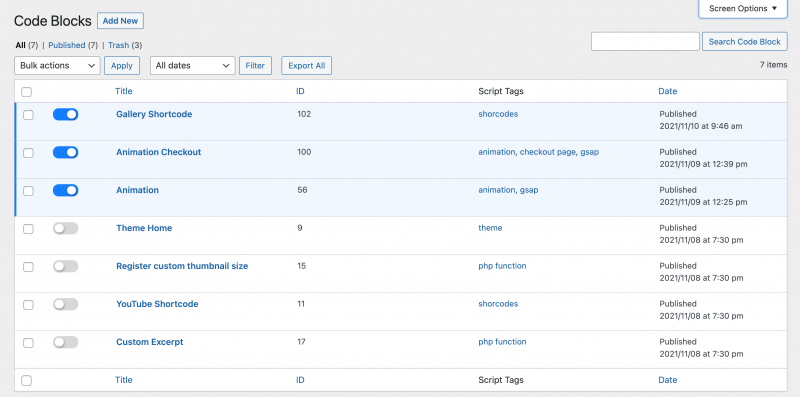 Screen Options ▼
Code Blocks Add New
All (7) | Published (7) | Trash (3)
Search Code Block
Bulk actions Apply All dates Filter Export All 7 items
Title ID Script Tags Date
Gallery Shortcode 102 shorcodes Published
2021/11/10 at 9:46 am
Animation Checkout 100 animation, checkout page, gsap Published
2021/11/09 at 12:39 pm
Animation 56 animation, gsap Published
2021/11/09 at 12:25 pm
Theme Home 9 theme Published
2021/11/08 at 7:30 pm
Register custom thumbnail size 15 php function Published
2021/11/08 at 7:30 pm
YouTube Shortcode 11 shorcodes Published
2021/11/08 at 7:30 pm
Custom Excerpt 17 php function Published
2021/11/08 at 7:30 pm
Title ID Script Tags Date